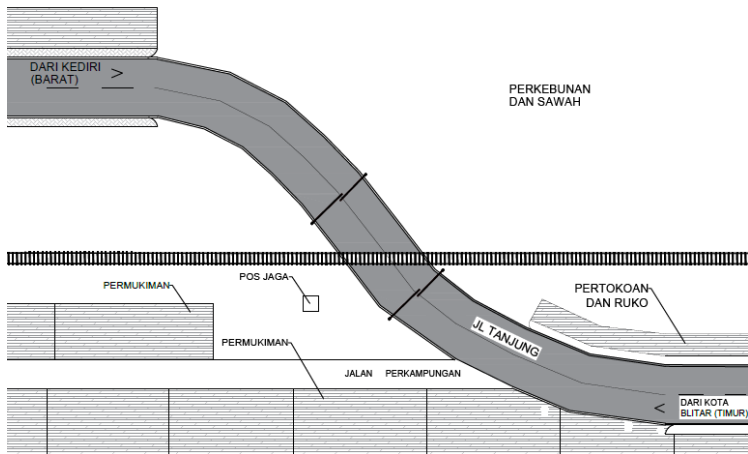 DARI KEDIRI
(BARAT)
>
PERKEBUNAN
DAN SAWAH
POS JAGA
PERMUKIMAN
PERTOKOAN
DAN RUKO
JL TANJUNG
PERMUKIMAN
JALAN PERKAMPUNGAN
DARI KOTA
BLITAR (TIMUR)
<